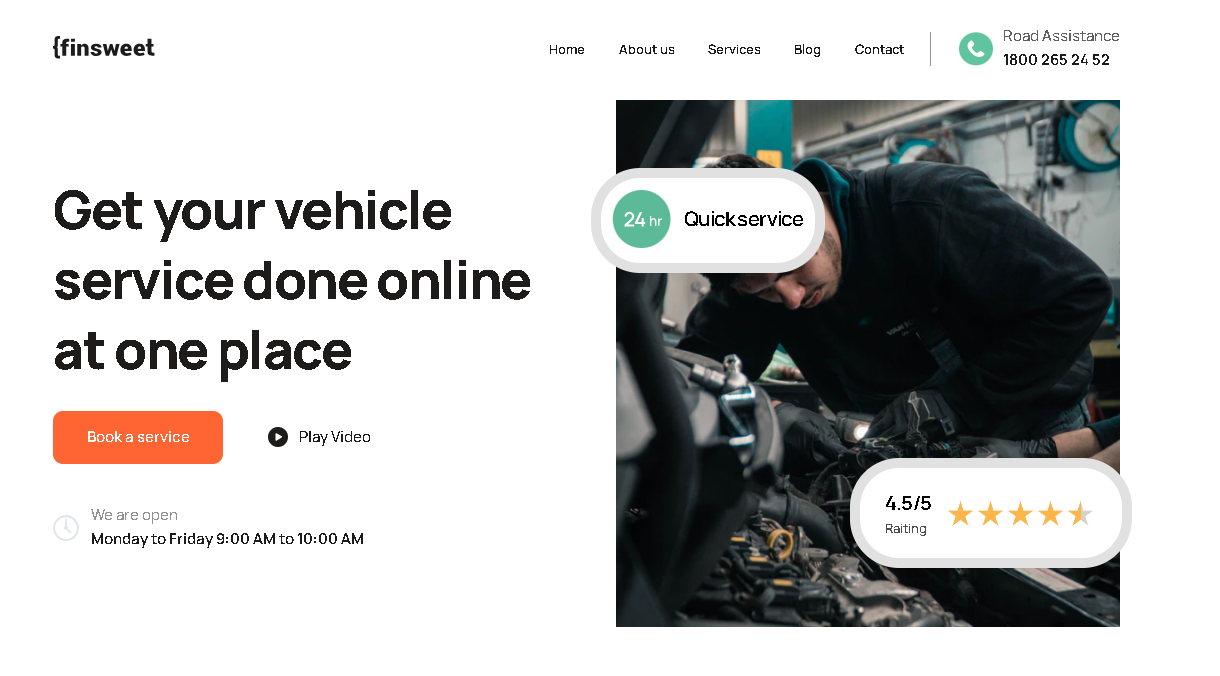 {finsweet
Home About us Services Blog Contact
Road Assistance
1800 265 24 52
Get your vehicle
service done online
at one place
Book a service
Play Video
We are open
Monday to Friday 9:00 AM to 10:00 AM
24 hr
Quick service
4.5/5
Raiting